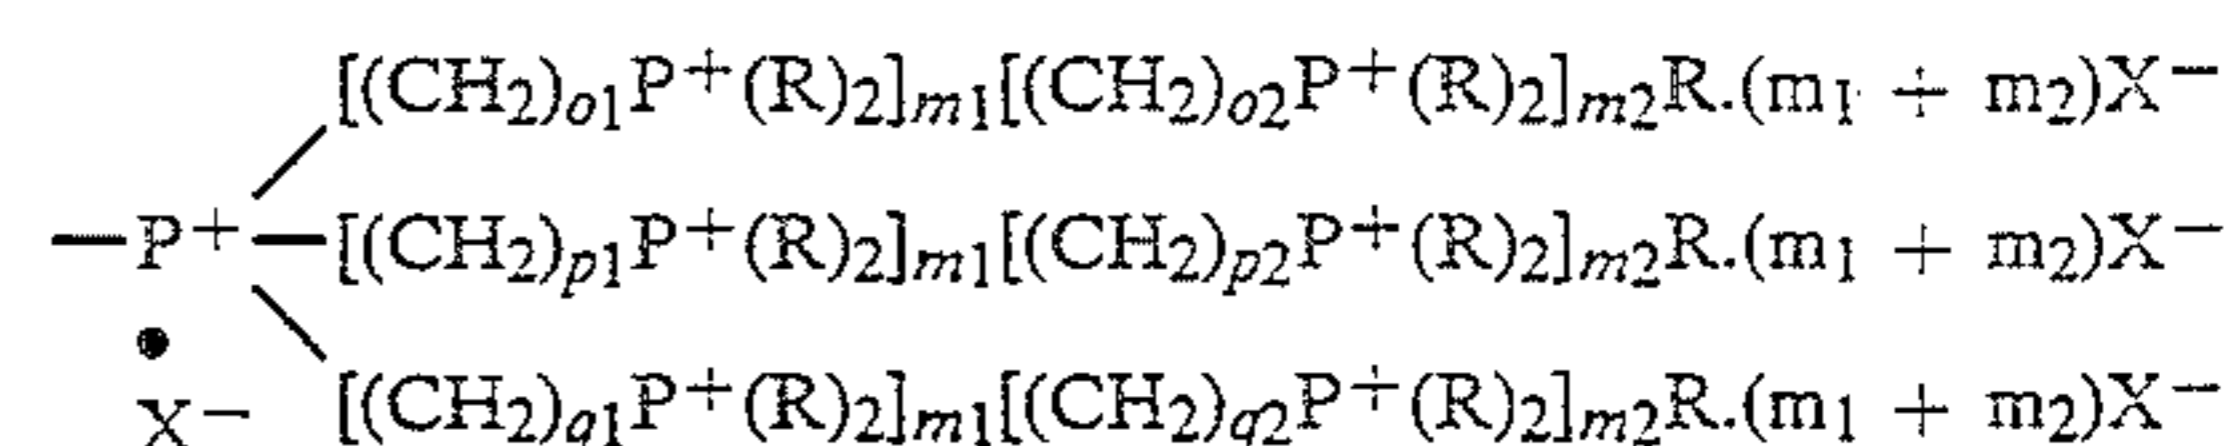 [(CH2)o1P+(R)2]m1[(CH2)o2P+(R)2]m2R.(m1 + m2)X−
—P+—[(CH2)p1P+(R)2]m1[(CH2)p2P+(R)2]m2R.(m1 + m2)X−
•
X− [(CH2)q1P+(R)2]m1[(CH2)q2P+(R)2]m2R.(m1 + m2)X−